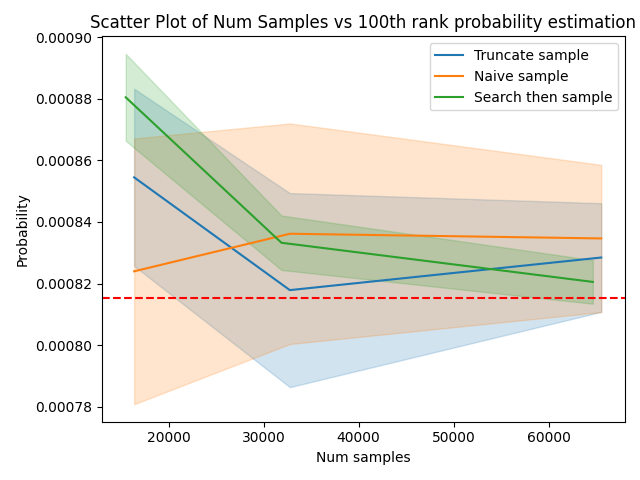 Scatter Plot of Num Samples vs 100th rank probability estimation
0.00090
0.00088
0.00086
0.00084
0.00082
0.00080
0.00078
Probability
Truncate sample
Naive sample
Search then sample
20000 30000 40000 50000 60000
Num samples